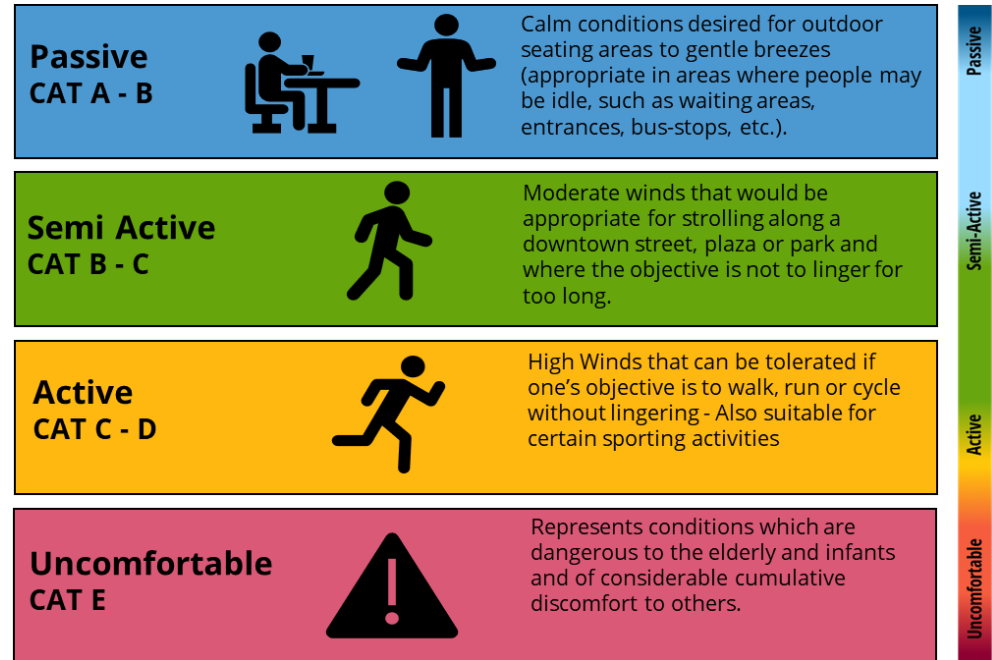 Passive
CAT A - B
Calm conditions desired for outdoor
seating areas to gentle breezes
(appropriate in areas where people may
be idle, such as waiting areas,
entrances, bus-stops, etc.).
Semi Active
CAT B - C
Moderate winds that would be
appropriate for strolling along a
downtown street, plaza or park and
where the objective is not to linger for
too long.
Active
CAT C - D
High Winds that can be tolerated if
one’s objective is to walk, run or cycle
without lingering - Also suitable for
certain sporting activities
Uncomfortable
CAT E
Represents conditions which are
dangerous to the elderly and infants
and of considerable cumulative
discomfort to others.
Passive
Semi-Active
Active
Uncomfortable